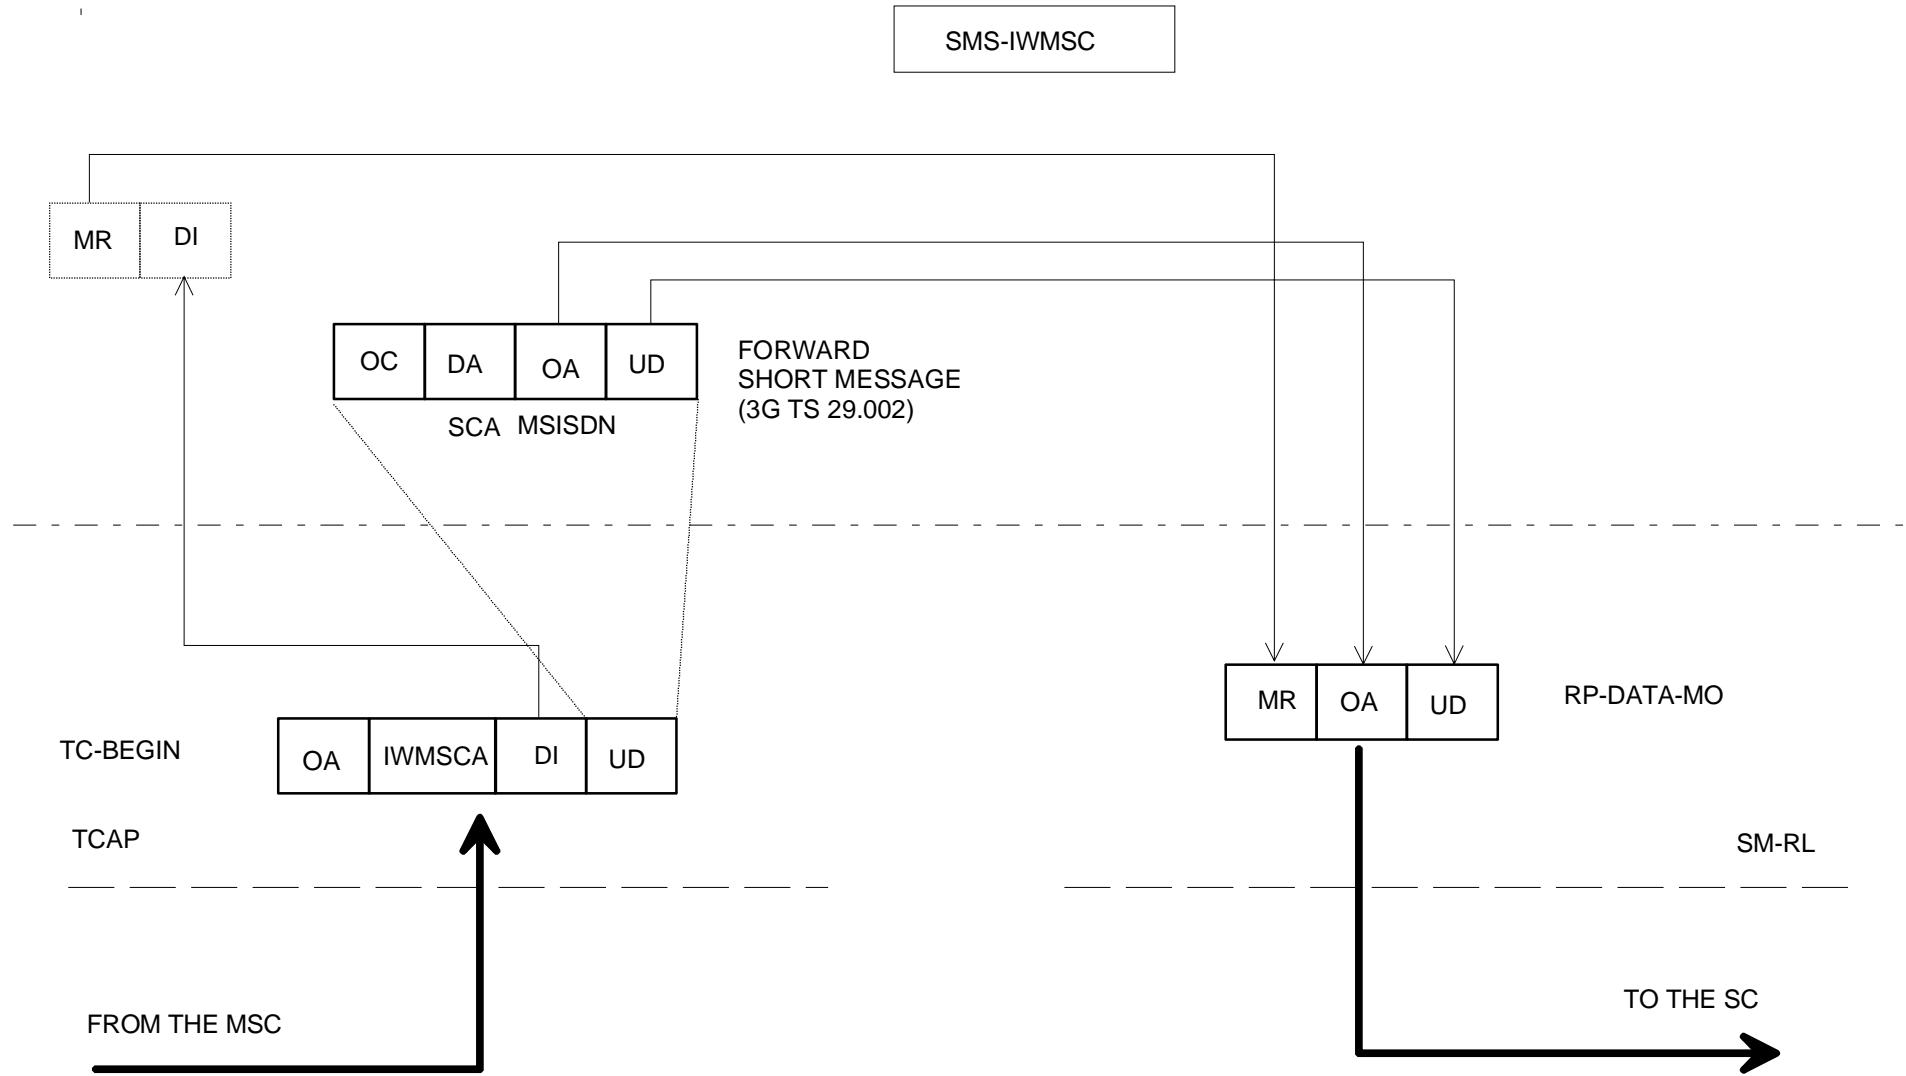 SMS-IWMSC
MR DI
OC DA OA UD
FORWARD
SHORT MESSAGE
(3G TS 29.002)
SCA MSISDN
MR OA UD
RP-DATA-MO
TC-BEGIN
OA IWMSCA DI UD
TCAP
SM-RL
FROM THE MSC
TO THE SC